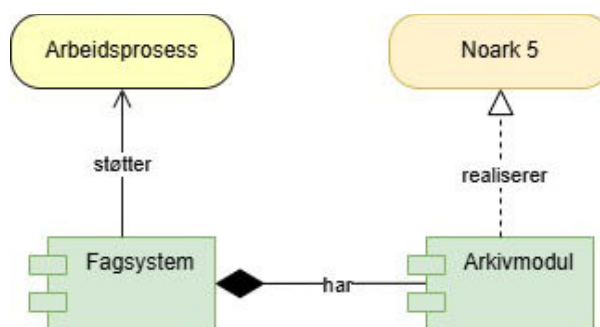 Arbeidsprosess
Noark 5
støtter
realiserer
Fagsystem
har
Arkivmodul